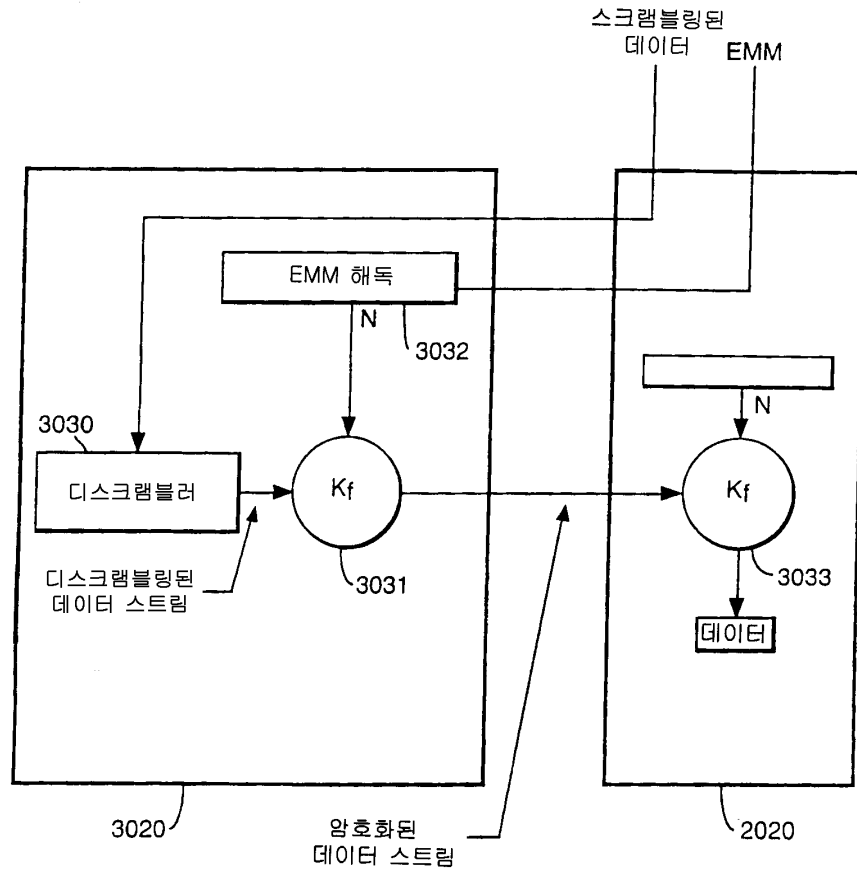 스크램블링된
데이터
EMM
EMM 해독
N
3032
3030
디스크램블러
Kf
3031
디스크램블링된
데이터 스트림
N
Kf
3033
데이터
3020
암호화된
데이터 스트림
2020